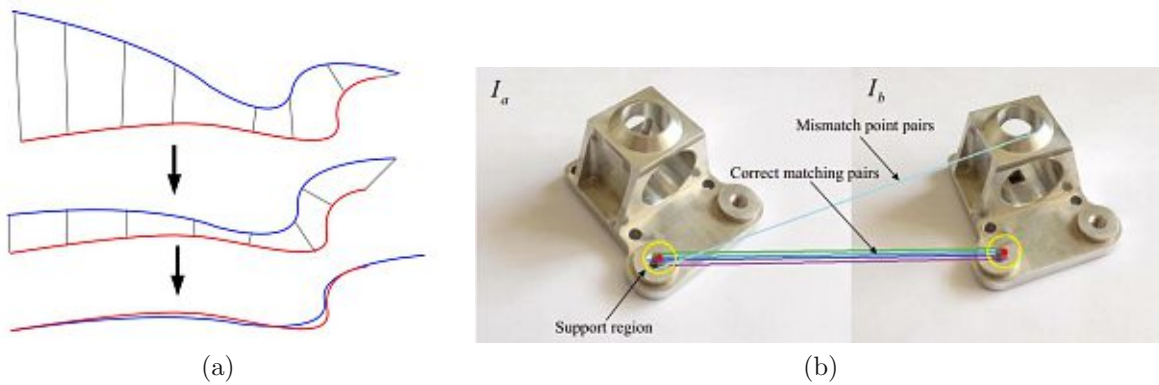 I_a
I_b
Mismatch point pairs
Correct matching pairs
Support region
(a)
(b)